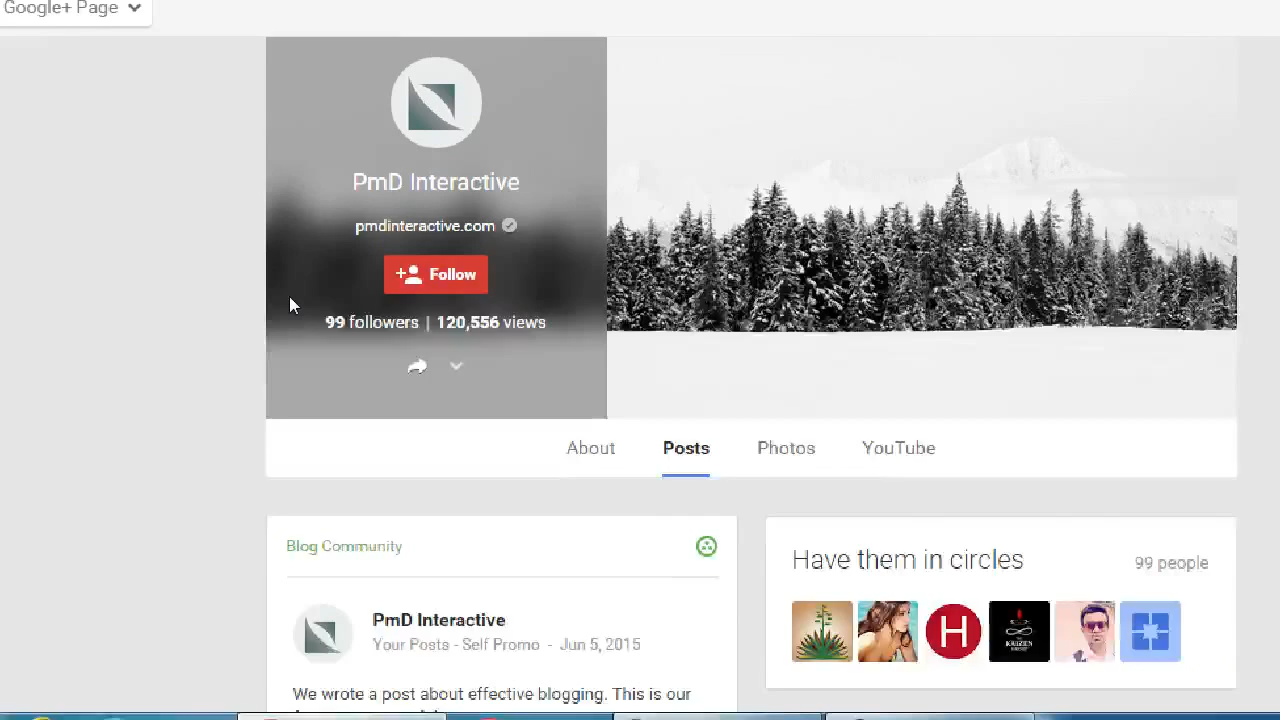 Google+ Page
PmD Interactive
pmdinteractive.com
Follow
99 followers | 120,556 views
About Posts Photos YouTube
Blog Community
PmD Interactive
Your Posts - Self Promo - Jun 5, 2015
We wrote a post about effective blogging. This is our
Have them in circles
99 people
H
THE
KAIZEN